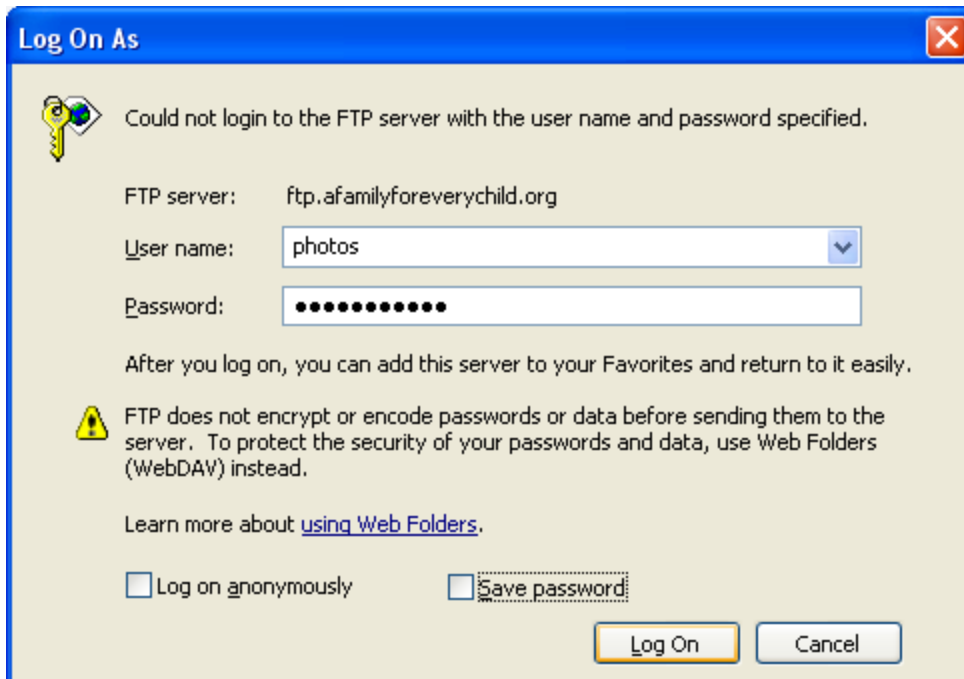 Log On As
Could not login to the FTP server with the user name and password specified.
FTP server: ftp.afamilyforeverychild.org
User name: photos
Password: ●●●●●●●●●●●
After you log on, you can add this server to your Favorites and return to it easily.
FTP does not encrypt or encode passwords or data before sending them to the
server. To protect the security of your passwords and data, use Web Folders
(WebDAV) instead.
Learn more about using Web Folders.
Log on anonymously Save password
Log On Cancel